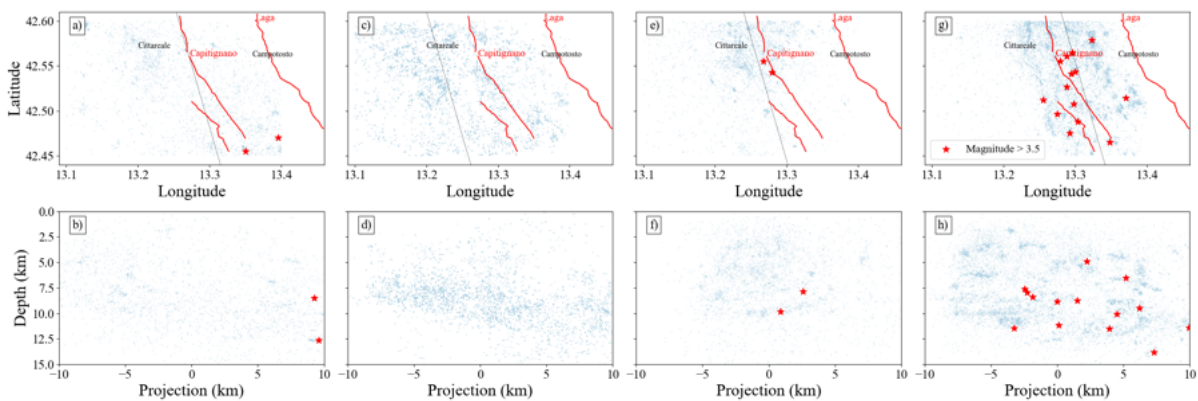 a)
Laga
Cittareale
Capitignano
Campotosto
42.60
42.55
42.50
42.45
Latitude
13.1 13.2 13.3 13.4
Longitude
c)
Laga
Cittareale
Capitignano
Campotosto
13.1 13.2 13.3 13.4
Longitude
e)
Laga
Cittareale
Capitignano
Campotosto
13.1 13.2 13.3 13.4
Longitude
g)
Laga
Cittareale
Capitignano
Campotosto
Magnitude > 3.5
13.1 13.2 13.3 13.4
Longitude
b)
0.0
2.5
5.0
7.5
10.0
12.5
15.0
Depth (km)
−10 −5 0 5 10
Projection (km)
d)
−10 −5 0 5 10
Projection (km)
f)
−10 −5 0 5 10
Projection (km)
h)
−10 −5 0 5 10
Projection (km)